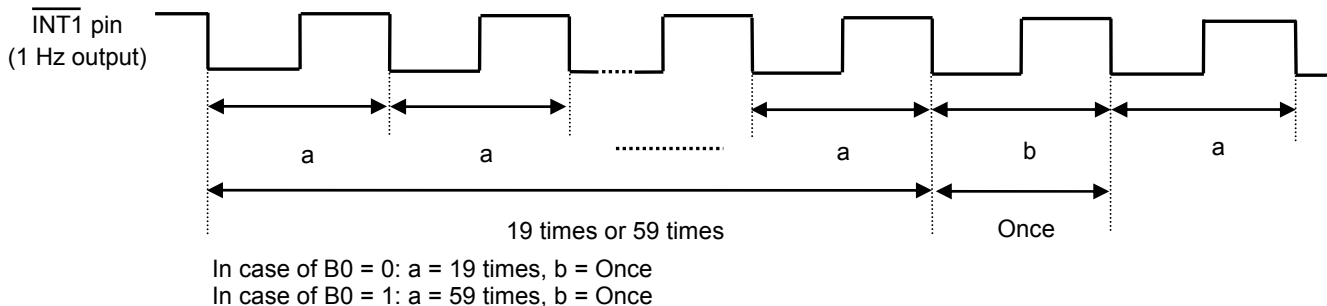 INT1 pin
(1 Hz output)
a
a
a
b
a
19 times or 59 times
Once
In case of B0 = 0: a = 19 times, b = Once
In case of B0 = 1: a = 59 times, b = Once